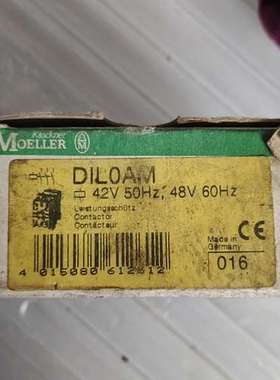 Klöckner
MOELLER
DIL0AM
42V 50Hz, 48V 60Hz
Leistungsschütz
Contactor
Contacteur
Made in
Germany
CE
016
4 015080 612612